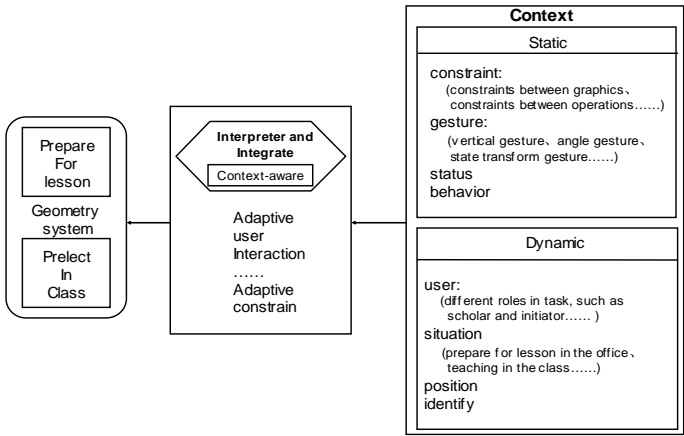 Prepare
For
lesson
Geometry
system
Prelect
In
Class
Interpreter and
Integrate
Context-aware
Adaptive
user
Interaction
……
Adaptive
constrain
Context
Static
constraint:
(constraints between graphics、
constraints between operations……)
gesture:
(vertical gesture、angle gesture、
state transform gesture……)
status
behavior
Dynamic
user:
(different roles in task, such as
scholar and initiator…… )
situation
(prepare for lesson in the office、
teaching in the class……)
position
identify